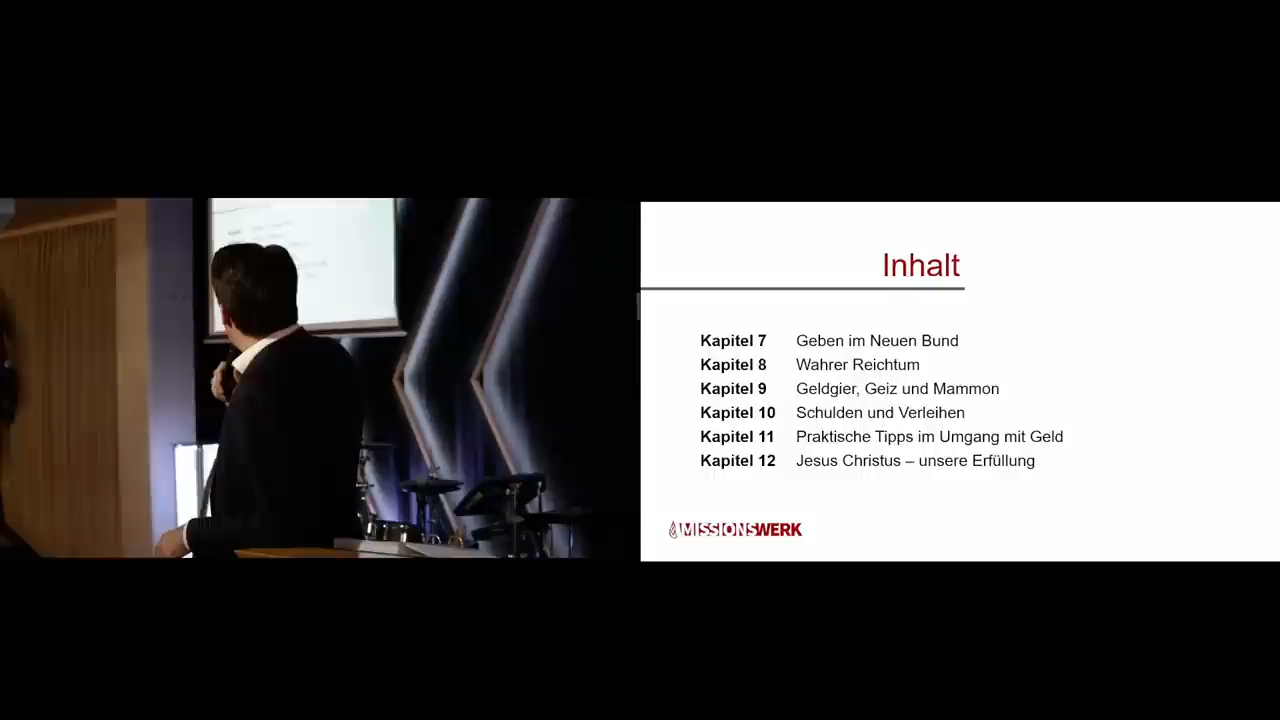 Inhalt
Kapitel 7 Geben im Neuen Bund
Kapitel 8 Wahrer Reichtum
Kapitel 9 Geldgier, Geiz und Mammon
Kapitel 10 Schulden und Verleihen
Kapitel 11 Praktische Tipps im Umgang mit Geld
Kapitel 12 Jesus Christus – unsere Erfüllung
MISSIONSWERK